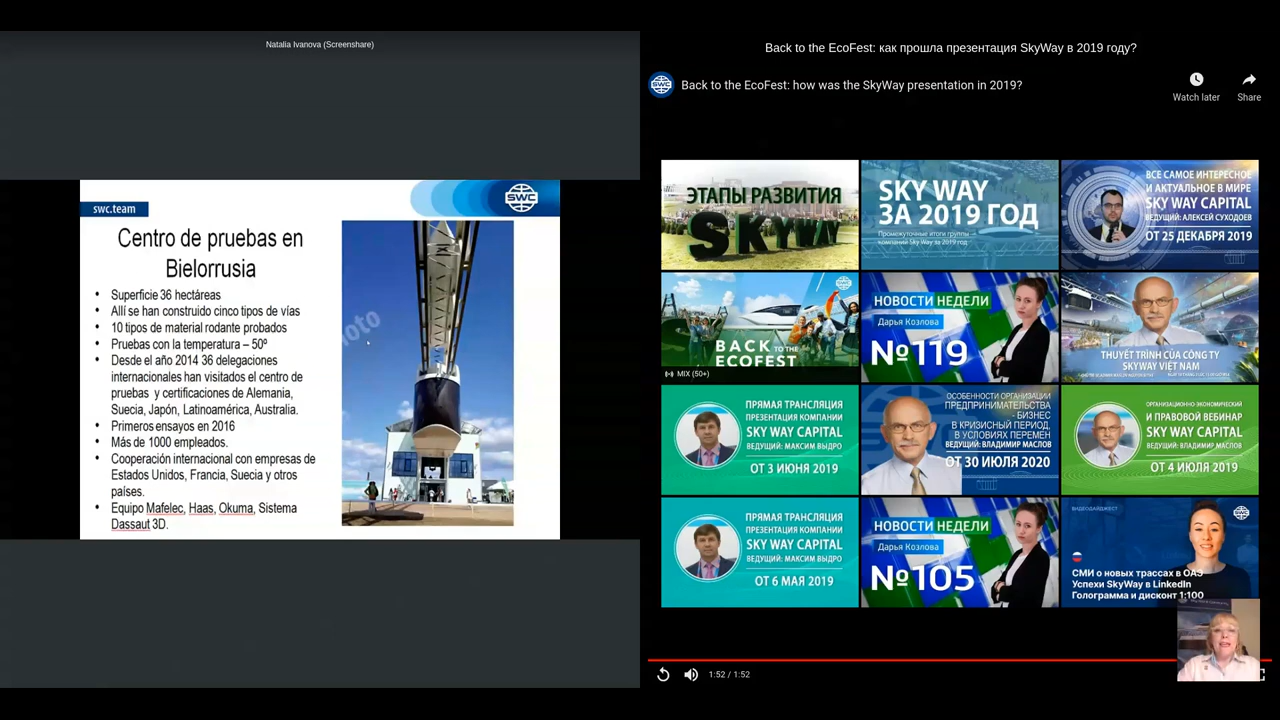 Natalia Ivanova (Screenshare)
swc.team
SWC
Centro de pruebas en
Bielorrusia
• Superficie 36 hectáreas
• Allí se han construido cinco tipos de vías
• 10 tipos de material rodante probados
• Pruebas con la temperatura – 50º
• Desde el año 2014 36 delegaciones
internacionales han visitados el centro de
pruebas y certificaciones de Alemania,
Suecia, Japón, Latinoamérica, Australia.
• Primeros ensayos en 2016
• Más de 1000 empleados.
• Cooperación internacional con empresas de
Estados Unidos, Francia, Suecia y otros
países.
• Equipo Mafelec, Haas, Okuma, Sistema
Dassaut 3D.
Back to the EcoFest: как прошла презентация SkyWay в 2019 году?
SWC
Back to the EcoFest: how was the SkyWay presentation in 2019?
Watch later
Share
ЭТАПЫ РАЗВИТИЯ
SKYWAY
SKY WAY
ЗА 2019 ГОД
Промежуточные итоги группы
компаний Sky Way за 2019 год
ВСЕ САМОЕ ИНТЕРЕСНОЕ
И АКТУАЛЬНОЕ В МИРЕ
SKY WAY CAPITAL
ВЕДУЩИЙ: АЛЕКСЕЙ СУХОДОЕВ
ОТ 25 ДЕКАБРЯ 2019
BACK TO THE
ECOFEST
MIX (50+)
НОВОСТИ НЕДЕЛИ
Дарья Козлова
№119
THUYẾT TRÌNH CỦA CÔNG TY
SKYWAY VIỆT NAM
ПРЯМАЯ ТРАНСЛЯЦИЯ
ПРЕЗЕНТАЦИЯ КОМПАНИИ
SKY WAY CAPITAL
ВЕДУЩИЙ: МАКСИМ ВЫДРО
ОТ 3 ИЮНЯ 2019
ОСОБЕННОСТИ ОРГАНИЗАЦИИ
ПРЕДПРИНИМАТЕЛЬСТВА
- БИЗНЕС
В КРИЗИСНЫЙ ПЕРИОД,
В УСЛОВИЯХ ПЕРЕМЕН
ВЕДУЩИЙ: ВЛАДИМИР МАСЛОВ
ОТ 30 ИЮЛЯ 2020
ОРГАНИЗАЦИОННО-ЭКОНОМИЧЕСКИЙ
И ПРАВОВОЙ ВЕБИНАР
SKY WAY CAPITAL
ВЕДУЩИЙ: ВЛАДИМИР МАСЛОВ
ОТ 4 ИЮЛЯ 2019
ПРЯМАЯ ТРАНСЛЯЦИЯ
ПРЕЗЕНТАЦИЯ КОМПАНИИ
SKY WAY CAPITAL
ВЕДУЩИЙ: МАКСИМ ВЫДРО
ОТ 6 МАЯ 2019
НОВОСТИ НЕДЕЛИ
Дарья Козлова
№105
ВИДЕОДАЙДЖЕСТ
СМИ о новых трассах в ОАЭ
Успехи SkyWay в LinkedIn
Голограмма и дисконт 1:100
1:52 / 1:52